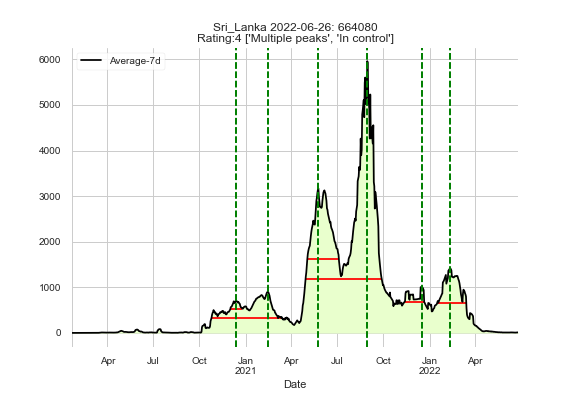 Sri_Lanka 2022-06-26: 664080
Rating:4 ['Multiple peaks', 'In control']
Average-7d
6000
5000
4000
3000
2000
1000
0
Apr Jul Oct Jan Apr Jul Oct Jan Apr
2021 2022
Date